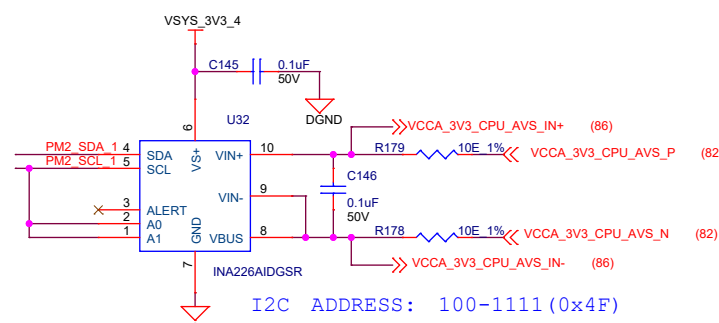 VSYS_3V3_4
C145
0.1uF
50V
DGND
U32
6
VS+
VCCA_3V3_CPU_AVS_IN+ (86)
PM2_SDA_1 4 SDA
VIN+ 10
R179 10E_1% VCCA_3V3_CPU_AVS_P (82
PM2_SCL_1 5 SCL
C146
0.1uF
50V
VIN- 9
3 ALERT
2 A0
1 A1
GND
7
VBUS 8
R178 10E_1% VCCA_3V3_CPU_AVS_N (82)
INA226AIDGSR
VCCA_3V3_CPU_AVS_IN- (86)
I2C ADDRESS: 100-1111(0x4F)